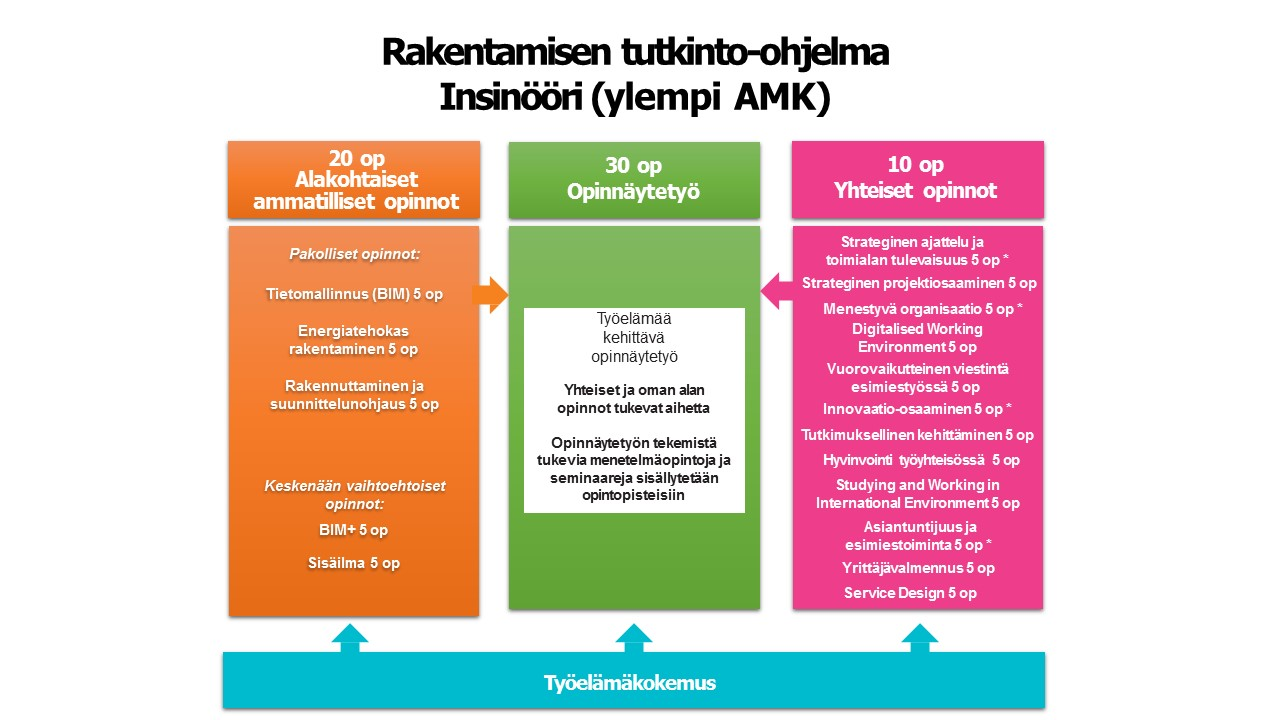 Rakentamisen tutkinto-ohjelma
Insinööri (ylempi AMK)
20 op
Alakohtaiset
ammatilliset opinnot
Pakolliset opinnot:
Tietomallinnus (BIM) 5 op
Energiatehokas
rakentaminen 5 op
Rakennuttaminen ja
suunnittelunohjaus 5 op
Keskenään vaihtoehtoiset
opinnot:
BIM+ 5 op
Sisäilma 5 op
30 op
Opinnäytetyö
Työelämää
kehittävä
opinnäytetyö
Yhteiset ja oman alan
opinnot tukevat aihetta
Opinnäytetyön tekemistä
tukevia menetelmäopintoja ja
seminaareja sisällytetään
opintopisteisiin
10 op
Yhteiset opinnot
Strateginen ajattelu ja
toimialan tulevaisuus 5 op *
Strateginen projektiosaaminen 5 op
Menestyvä organisaatio 5 op *
Digitalised Working
Environment 5 op
Vuorovaikutteinen viestintä
esimiestyössä 5 op
Innovaatio-osaaminen 5 op *
Tutkimuksellinen kehittäminen 5 op
Hyvinvointi työyhteisössä 5 op
Studying and Working in
International Environment 5 op
Asiantuntijuus ja
esimiestoiminta 5 op *
Yrittäjävalmennus 5 op
Service Design 5 op
Työelämäkokemus